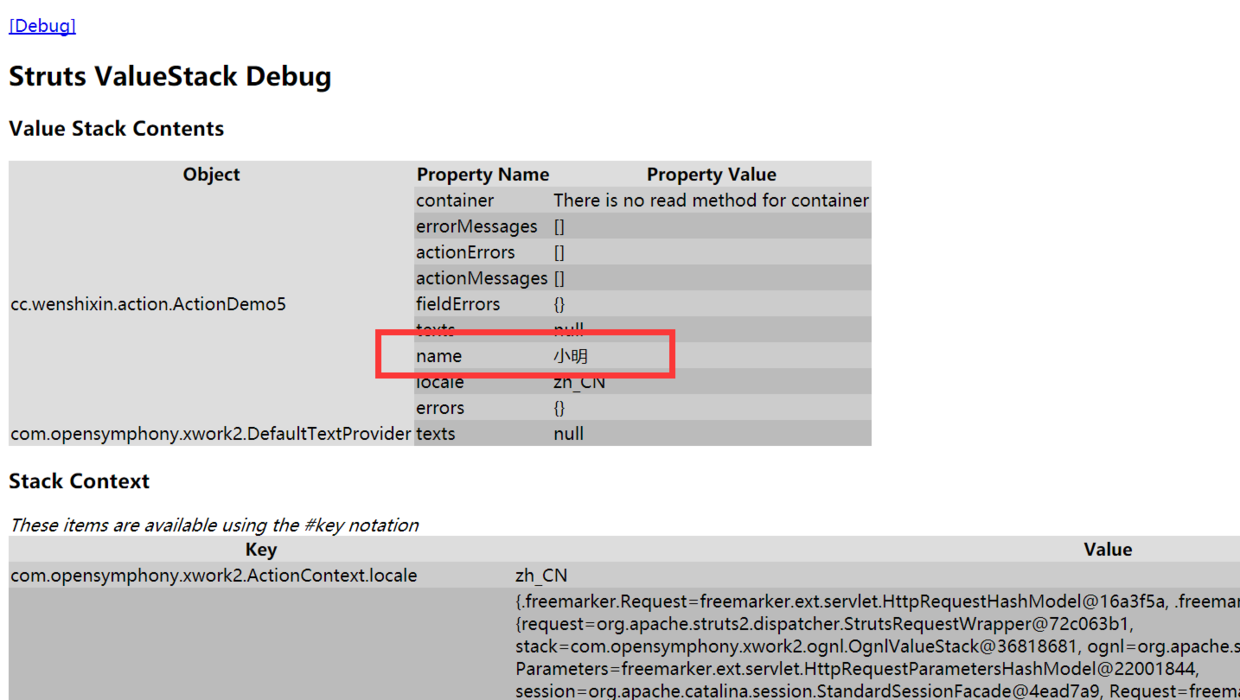 [Debug]
Struts ValueStack Debug
Value Stack Contents
Object Property Name Property Value
container There is no read method for container
errorMessages []
actionErrors []
actionMessages []
cc.wenshixin.action.ActionDemo5 fieldErrors {}
texts null
name 小明
locale zh_CN
errors {}
com.opensymphony.xwork2.DefaultTextProvider texts null
Stack Context
These items are available using the #key notation
Key Value
com.opensymphony.xwork2.ActionContext.locale zh_CN
{.freemarker.Request=freemarker.ext.servlet.HttpRequestHashModel@16a3f5a, .freemar
{request=org.apache.struts2.dispatcher.StrutsRequestWrapper@72c063b1,
stack=com.opensymphony.xwork2.ognl.OgnlValueStack@36818681, ognl=org.apache.s
Parameters=freemarker.ext.servlet.HttpRequestParametersHashModel@22001844,
session=org.apache.catalina.session.StandardSessionFacade@4ead7a9, Request=freema